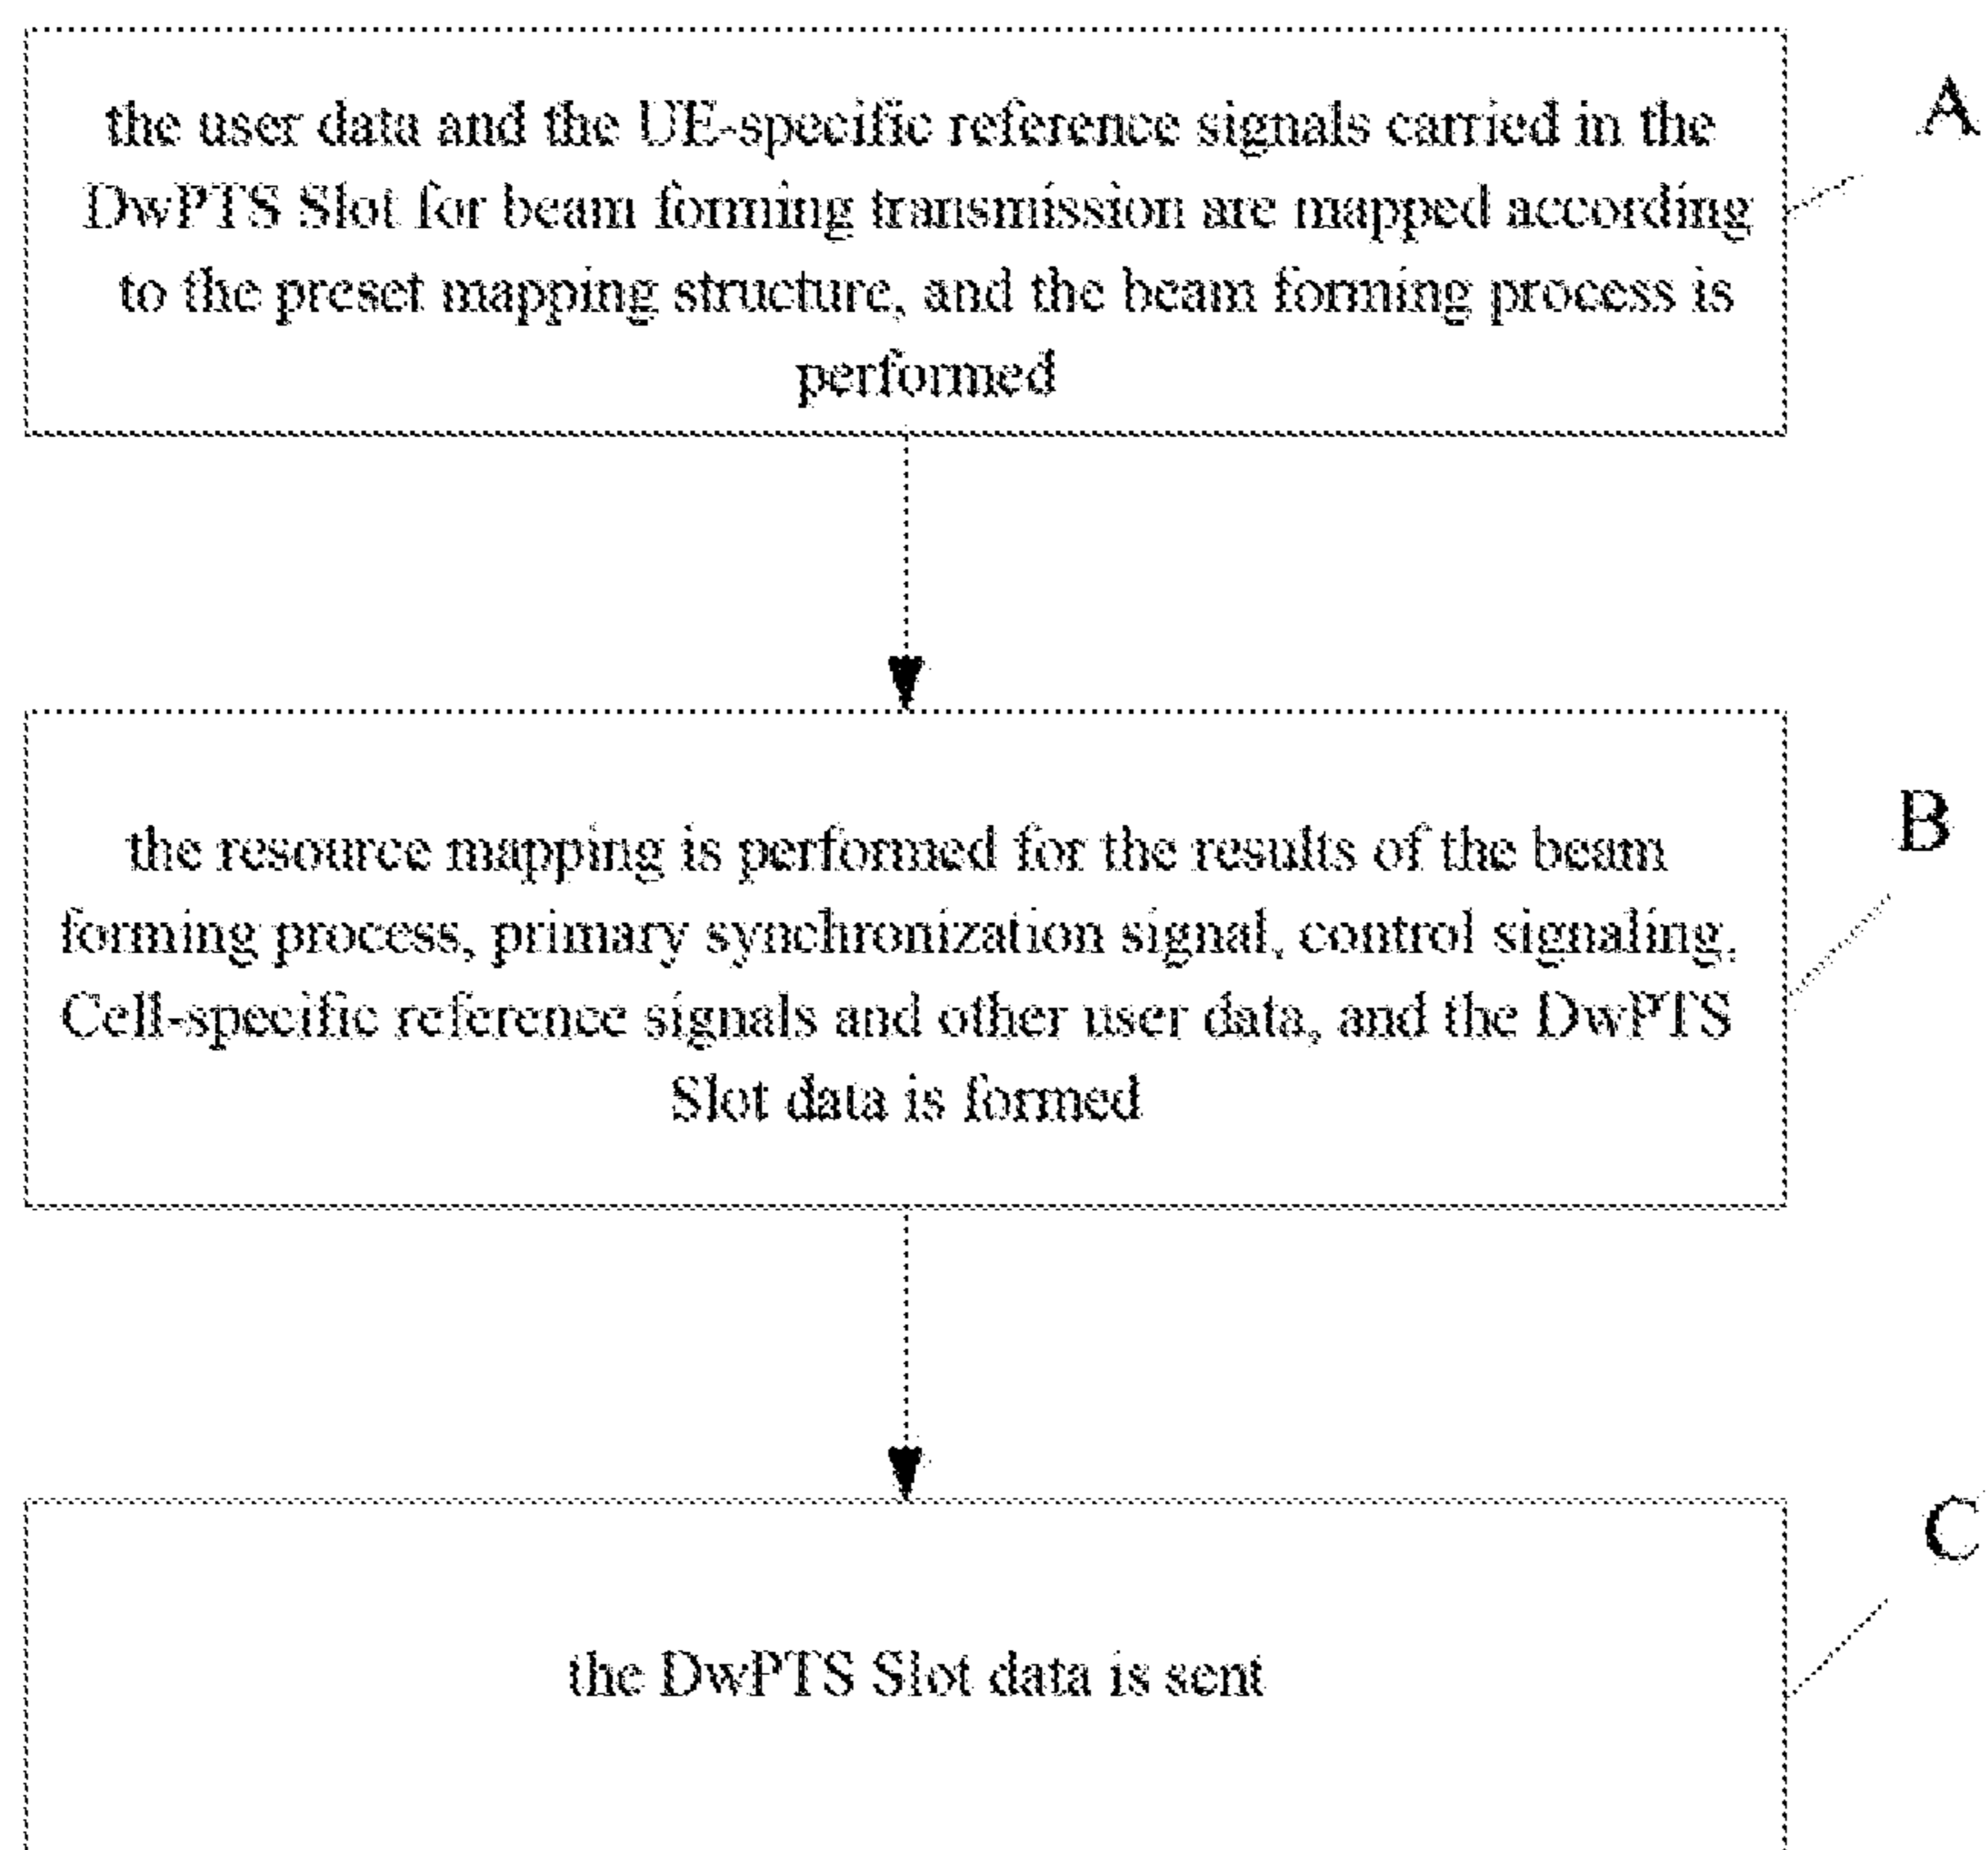 the user data and the UE-specific reference signals carried in the
A
DwPTS Slot for beam forming transmission are mapped according
to the preset mapping structure, and the beam forming process is
performed
B
the resource mapping is performed for the results of the beam
forming process, primary synchronization signal, control signaling,
Cell-specific reference signals and other user data, and the DwPTS
Slot data is formed
C
the DwPTS Slot data is sent